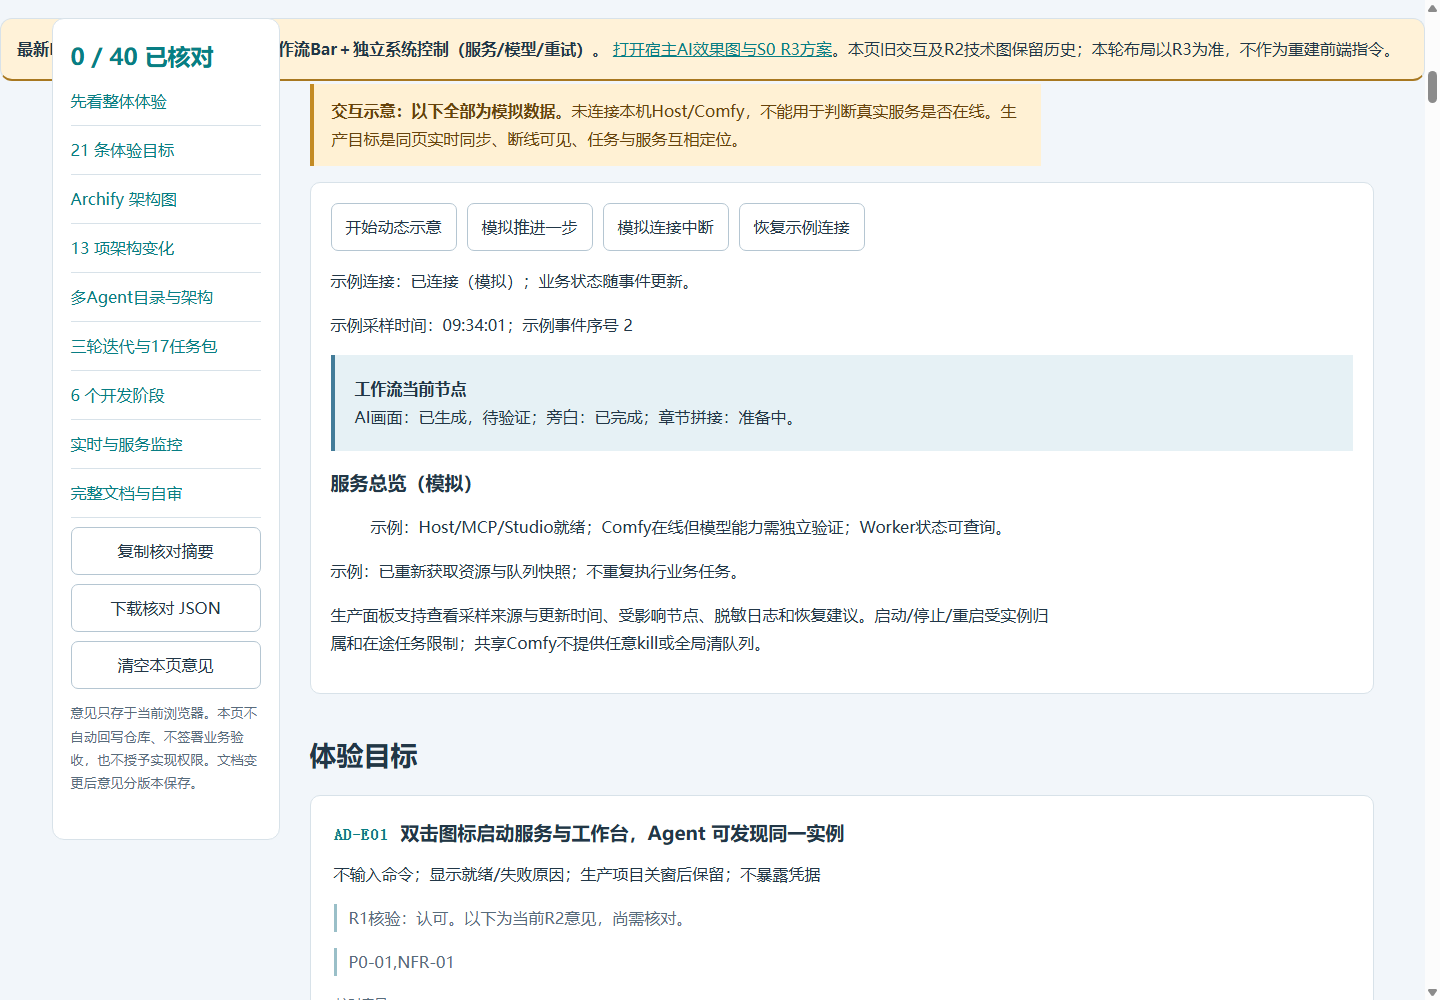 最新
作流Bar＋独立系统控制（服务/模型/重试）。 打开宿主AI效果图与S0 R3方案。本页旧交互及R2技术图保留历史；本轮布局以R3为准，不作为重建前端指令。
0 / 40 已核对
先看整体体验
21 条体验目标
Archify 架构图
13 项架构变化
多Agent目录与架构
三轮迭代与17任务包
6 个开发阶段
实时与服务监控
完整文档与自审
复制核对摘要
下载核对 JSON
清空本页意见
意见只存于当前浏览器。本页不
自动回写仓库、不签署业务验
收，也不授予实现权限。文档变
更后意见分版本保存。
交互示意：以下全部为模拟数据。未连接本机Host/Comfy，不能用于判断真实服务是否在线。生
产目标是同页实时同步、断线可见、任务与服务互相定位。
开始动态示意
模拟推进一步
模拟连接中断
恢复示例连接
示例连接：已连接（模拟）；业务状态随事件更新。
示例采样时间：09:34:01；示例事件序号 2
工作流当前节点
AI画面：已生成，待验证；旁白：已完成；章节拼接：准备中。
服务总览（模拟）
示例：Host/MCP/Studio就绪；Comfy在线但模型能力需独立验证；Worker状态可查询。
示例：已重新获取资源与队列快照；不重复执行业务任务。
生产面板支持查看采样来源与更新时间、受影响节点、脱敏日志和恢复建议。启动/停止/重启受实例归
属和在途任务限制；共享Comfy不提供任意kill或全局清队列。
体验目标
AD-E01 双击图标启动服务与工作台，Agent 可发现同一实例
不输入命令；显示就绪/失败原因；生产项目关窗后保留；不暴露凭据
R1核验：认可。以下为当前R2意见，尚需核对。
P0-01,NFR-01